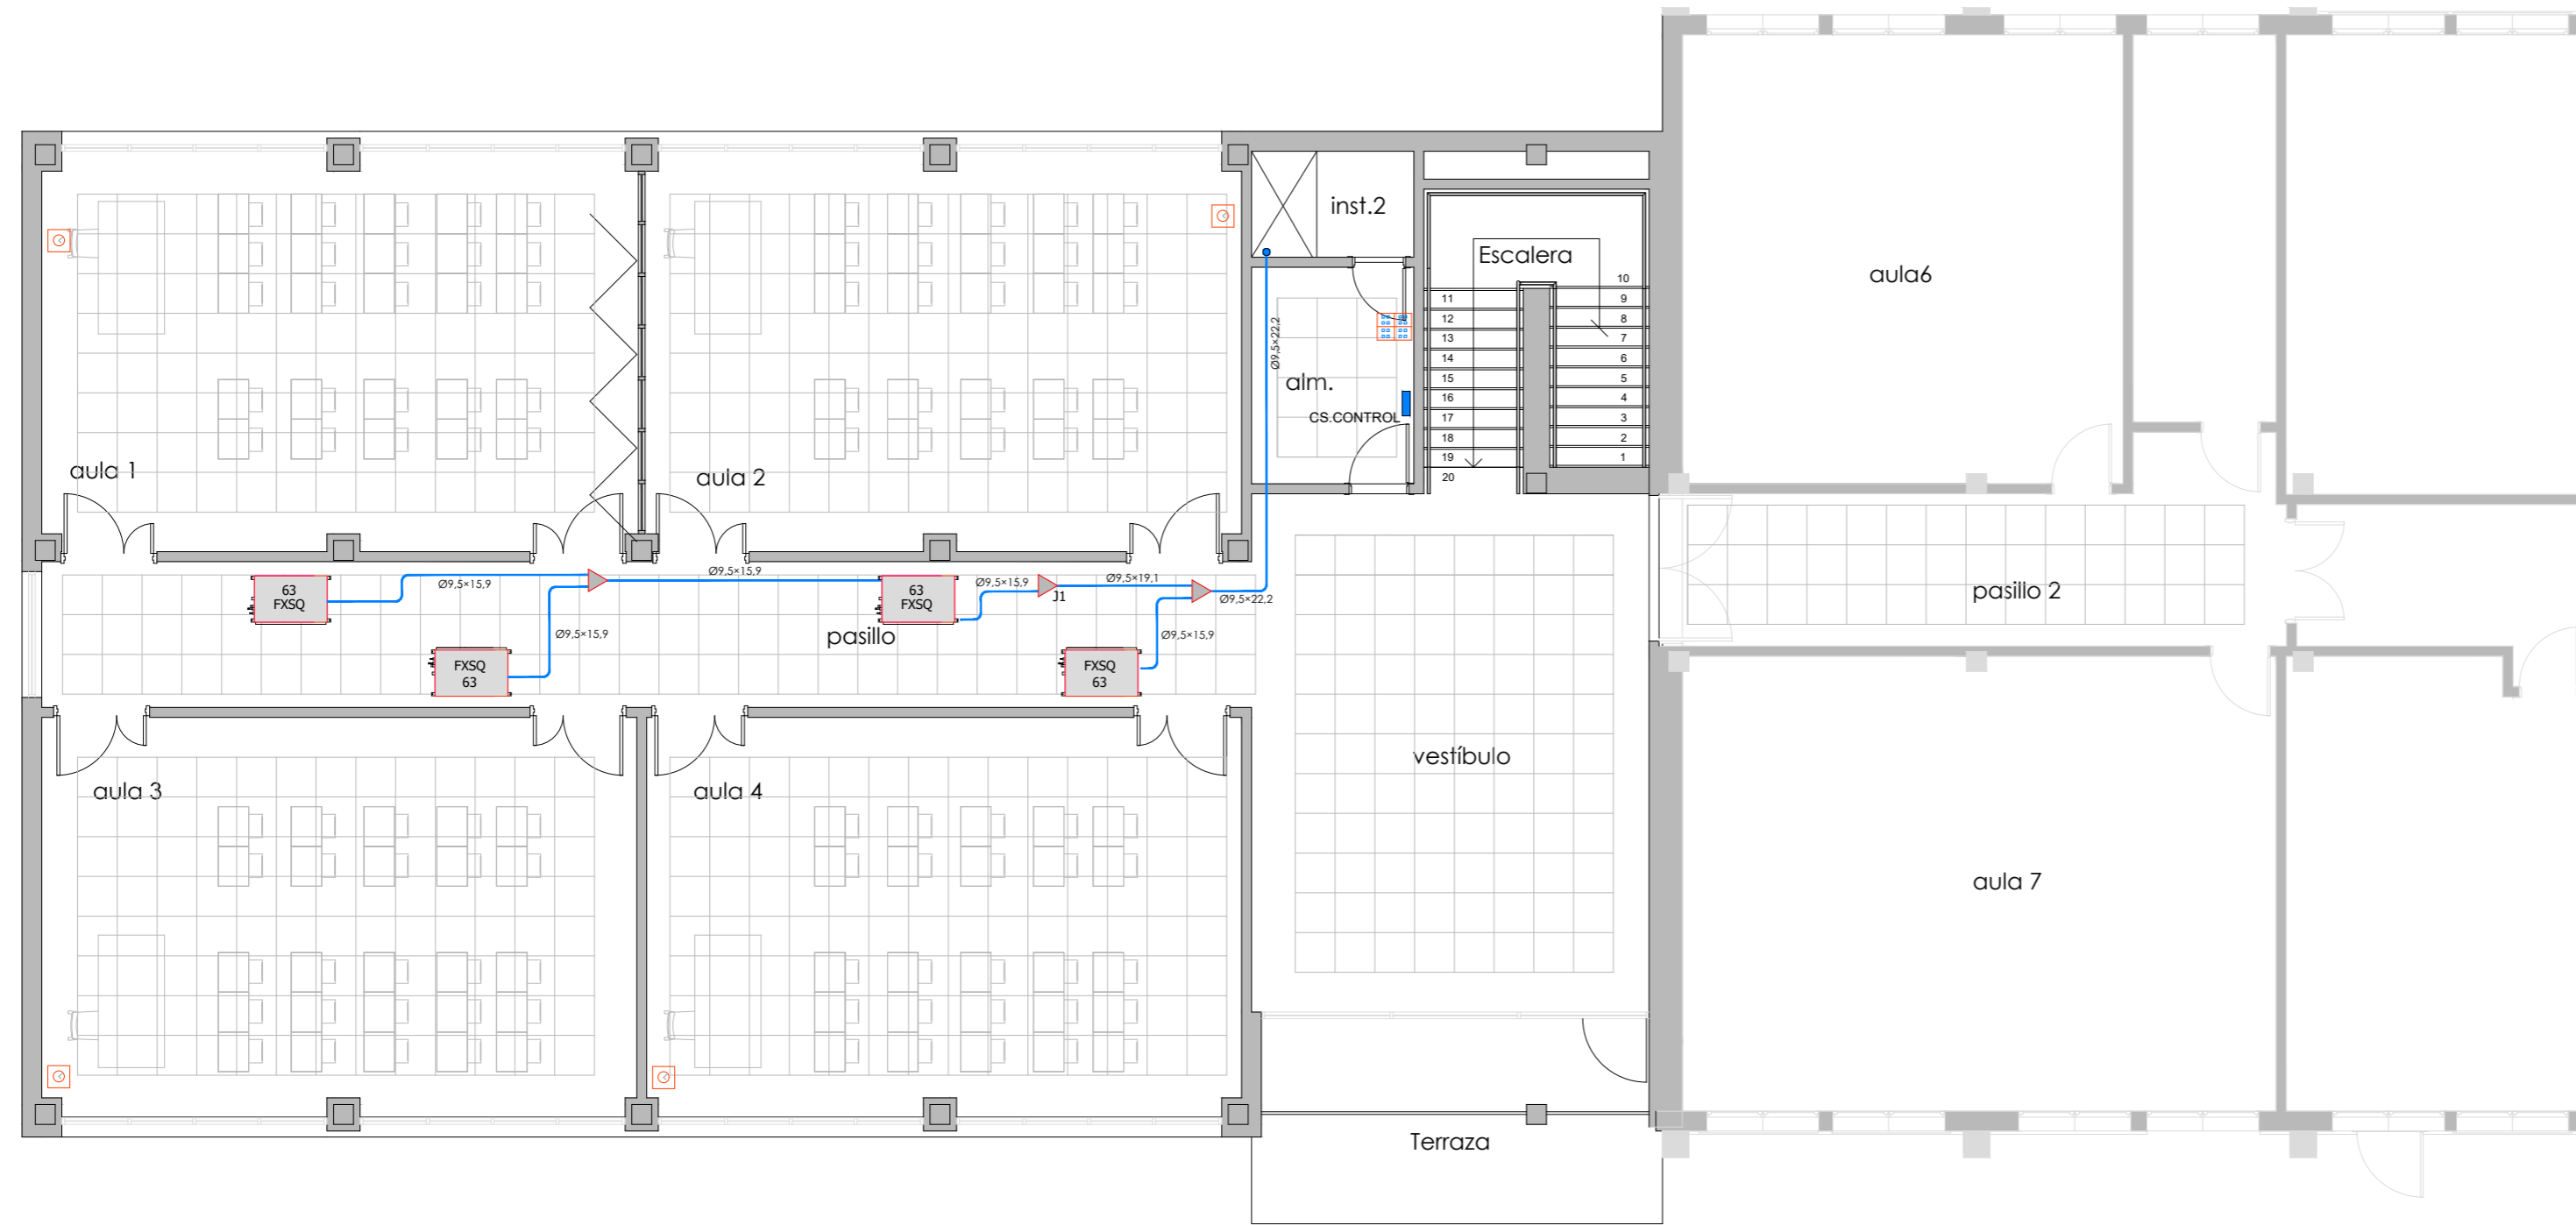 inst.2
Escalera
10
9
8
7
6
5
4
3
2
1
11
12
13
14
15
16
17
18
19
20
aula6
Ø9,5×22,2
alm.
CS.CONTROL
aula 1
aula 2
63
FXSQ
Ø9,5×15,9
Ø9,5×15,9
63
FXSQ
Ø9,5×15,9
J1
Ø9,5×19,1
Ø9,5×22,2
pasillo 2
Ø9,5×15,9
pasillo
Ø9,5×15,9
FXSQ
63
FXSQ
63
vestíbulo
aula 3
aula 4
aula 7
Terraza